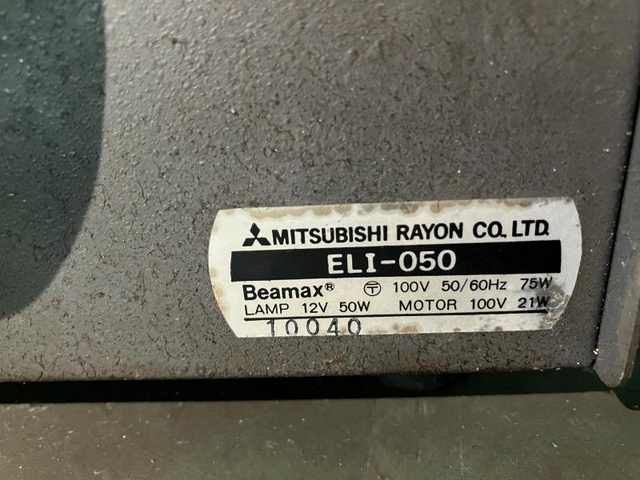 MITSUBISHI RAYON CO. LTD.
ELI-050
Beamax® 〒 100V 50/60Hz 75W
LAMP 12V 50W MOTOR 100V 21W
10040